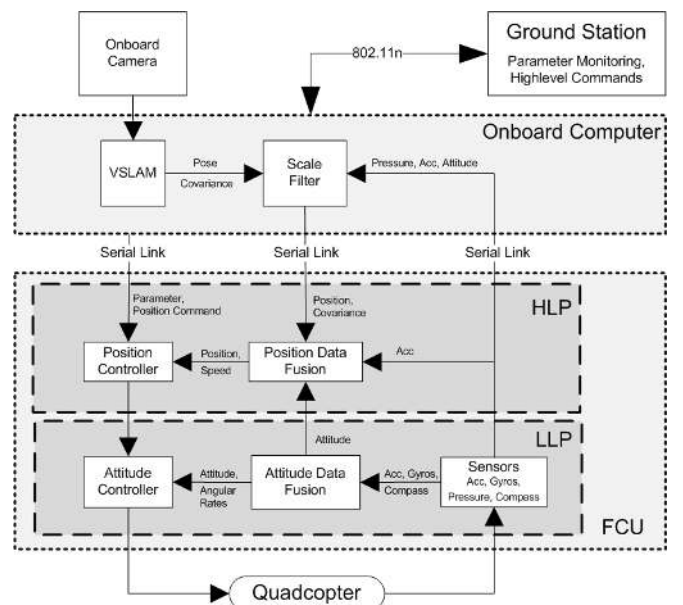 Onboard
Camera
802.11n
Ground Station
Parameter Monitoring,
Highlevel Commands
Onboard Computer
VSLAM
Pose
Covariance
Scale
Filter
Pressure, Acc, Attitude
Serial Link
Serial Link
Serial Link
HLP
Parameter,
Position Command
Position,
Covariance
Position
Controller
Position,
Speed
Position Data
Fusion
Acc
LLP
Attitude
Attitude
Controller
Attitude,
Angular
Rates
Attitude Data
Fusion
Acc, Gyros,
Compass
Sensors
Acc, Gyros,
Pressure, Compass
FCU
Quadcopter